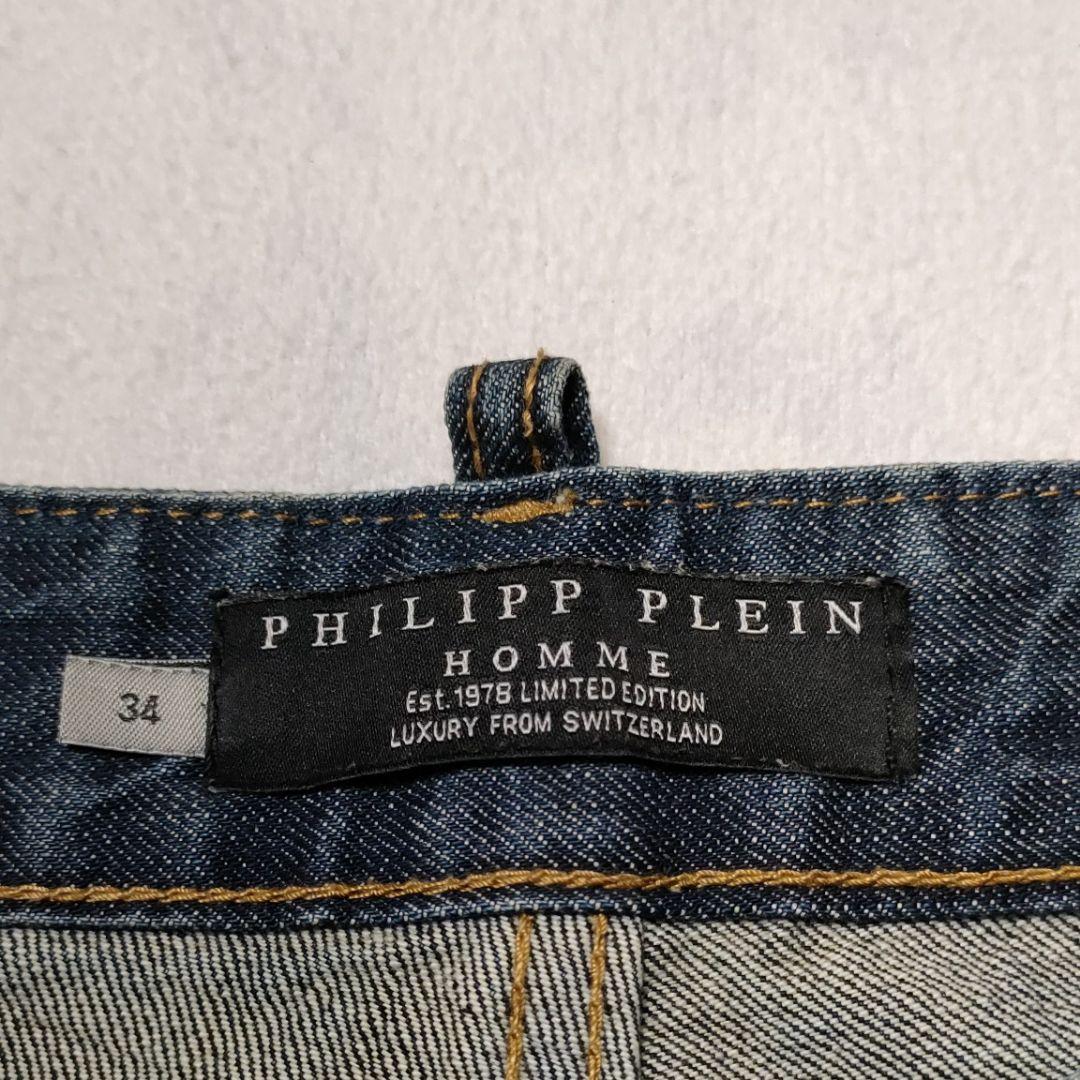 PHILIPP PLEIN
HOMME
Est.1978 LIMITED EDITION
LUXURY FROM SWITZERLAND
34